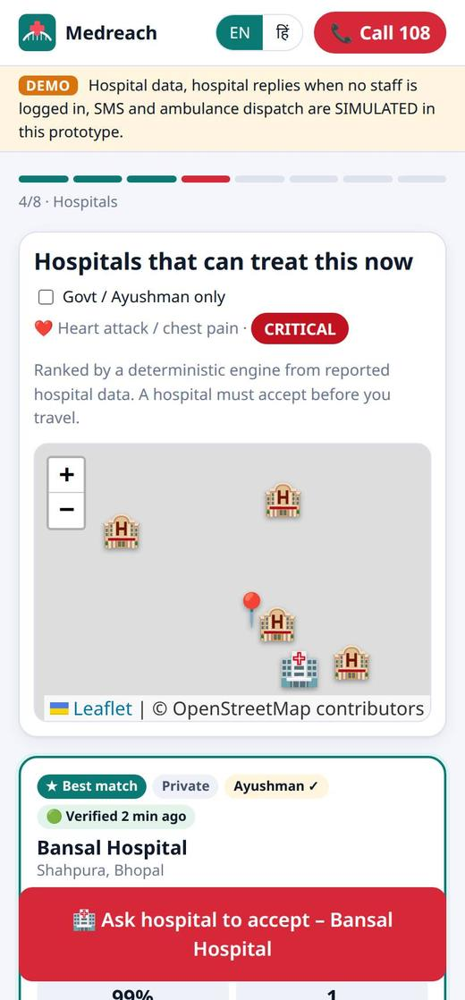 Medreach
EN
हिं
Call 108
DEMO Hospital data, hospital replies when no staff is
logged in, SMS and ambulance dispatch are SIMULATED in
this prototype.
4/8 · Hospitals
Hospitals that can treat this now
Govt / Ayushman only
Heart attack / chest pain · CRITICAL
Ranked by a deterministic engine from reported
hospital data. A hospital must accept before you
travel.
+
−
H
H
H
H
Leaflet | © OpenStreetMap contributors
★ Best match
Private
Ayushman ✓
Verified 2 min ago
Bansal Hospital
Shahpura, Bhopal
Ask hospital to accept – Bansal
Hospital
99%
1